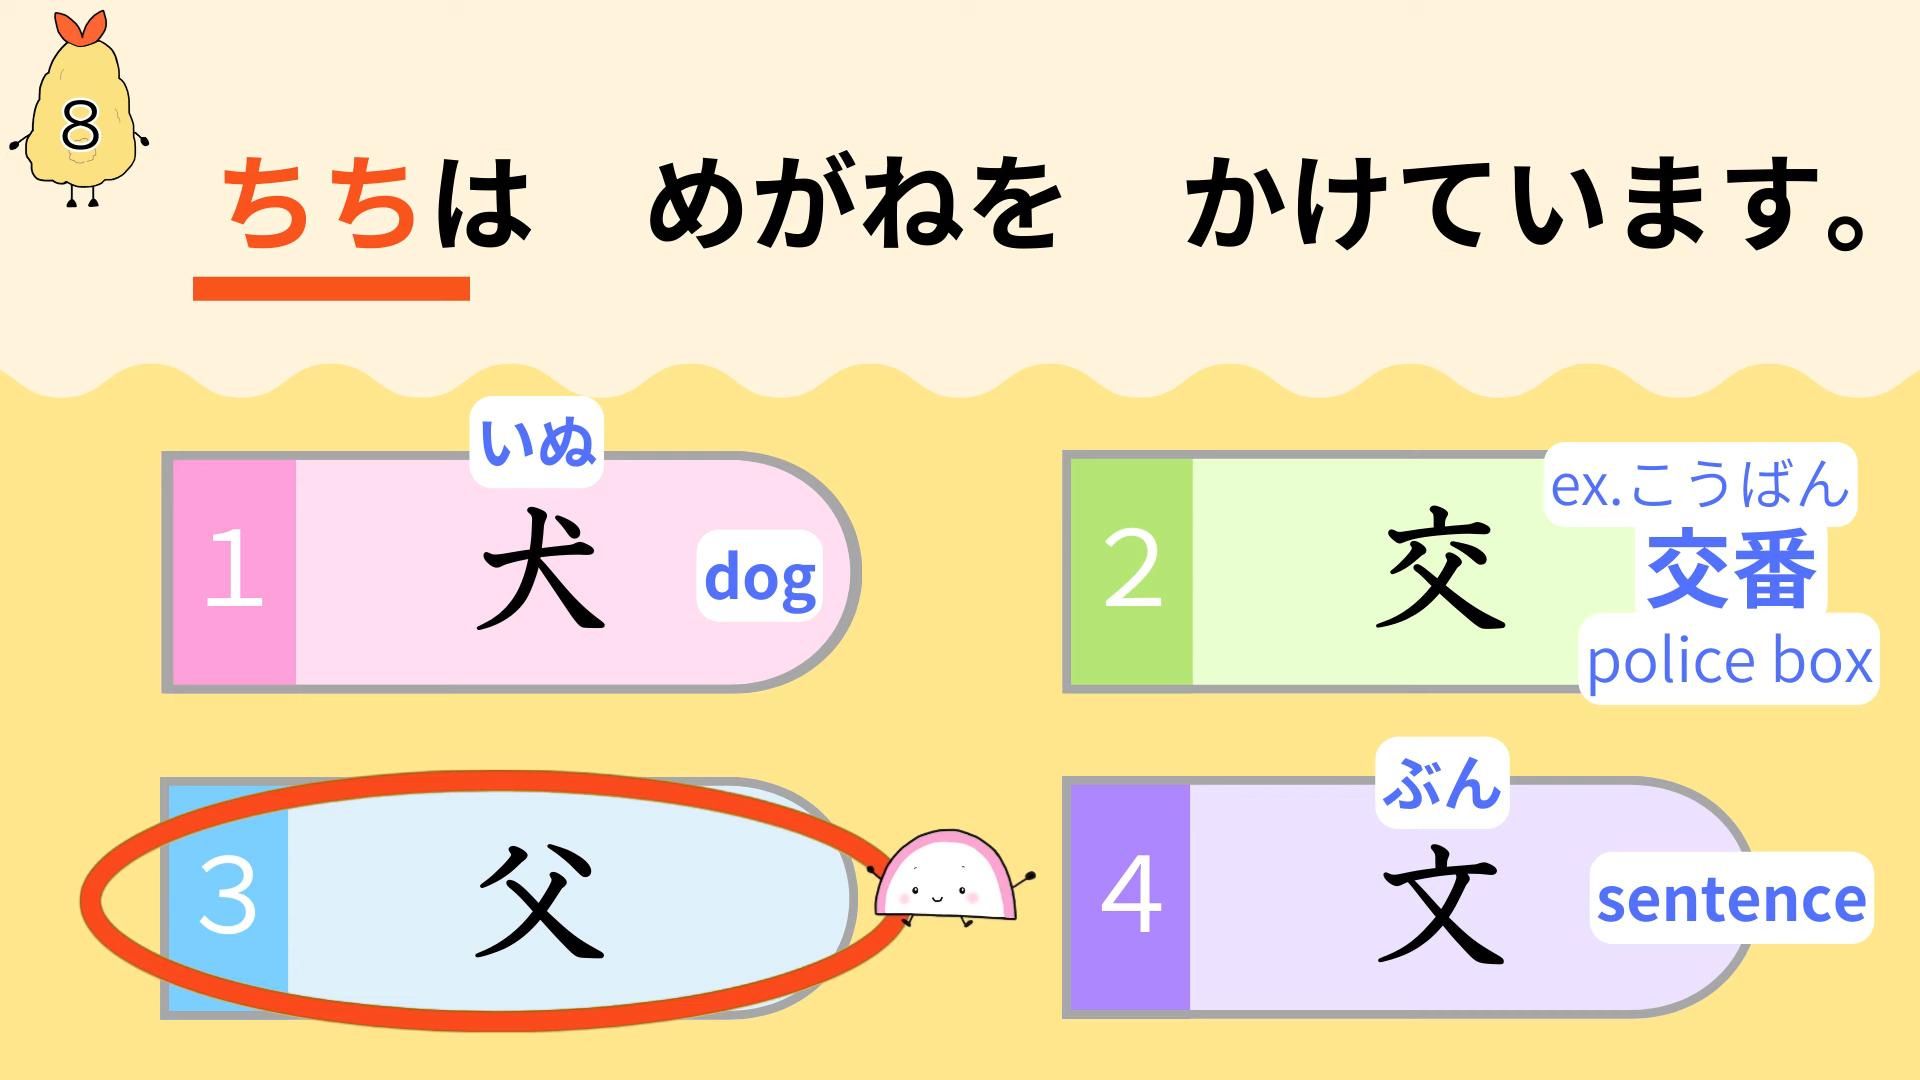 8
ちちは　めがねを　かけています。
いぬ
1 犬 dog
ex.こうばん
2 交 交番
police box
3 父
ぶん
4 文 sentence